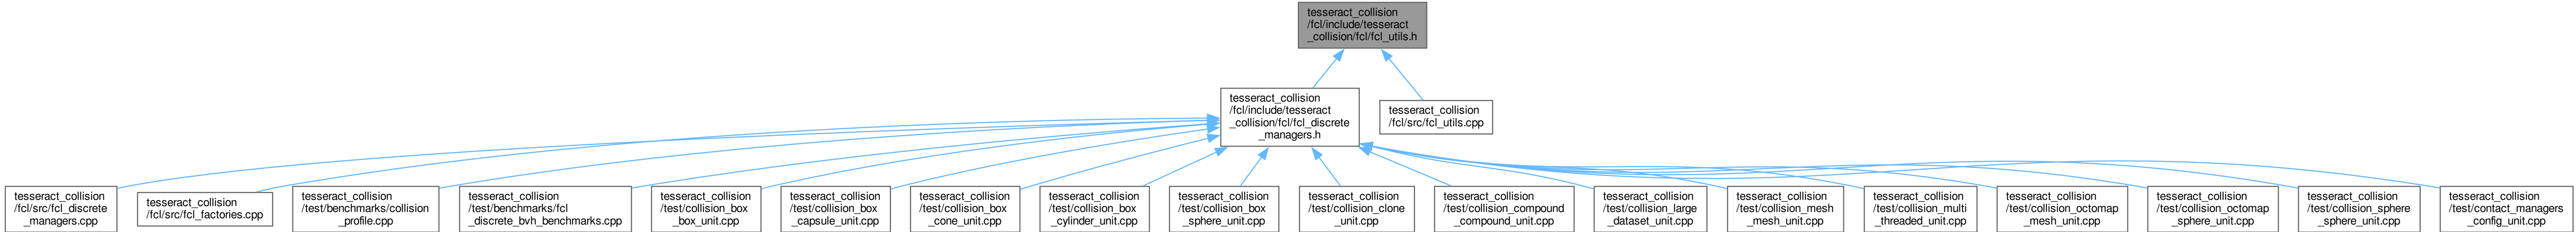 tesseract_collision
/fcl/include/tesseract
_collision/fcl/fcl_utils.h
tesseract_collision
/fcl/include/tesseract
_collision/fcl/fcl_discrete
_managers.h
tesseract_collision
/fcl/src/fcl_utils.cpp
tesseract_collision
/fcl/src/fcl_discrete
_managers.cpp
tesseract_collision
/fcl/src/fcl_factories.cpp
tesseract_collision
/test/benchmarks/collision
_profile.cpp
tesseract_collision
/test/benchmarks/fcl
_discrete_bvh_benchmarks.cpp
tesseract_collision
/test/collision_box
_box_unit.cpp
tesseract_collision
/test/collision_box
_capsule_unit.cpp
tesseract_collision
/test/collision_box
_cone_unit.cpp
tesseract_collision
/test/collision_box
_cylinder_unit.cpp
tesseract_collision
/test/collision_box
_sphere_unit.cpp
tesseract_collision
/test/collision_clone
_unit.cpp
tesseract_collision
/test/collision_compound
_compound_unit.cpp
tesseract_collision
/test/collision_large
_dataset_unit.cpp
tesseract_collision
/test/collision_mesh
_mesh_unit.cpp
tesseract_collision
/test/collision_multi
_threaded_unit.cpp
tesseract_collision
/test/collision_octomap
_mesh_unit.cpp
tesseract_collision
/test/collision_octomap
_sphere_unit.cpp
tesseract_collision
/test/collision_sphere
_sphere_unit.cpp
tesseract_collision
/test/contact_managers
_config_unit.cpp